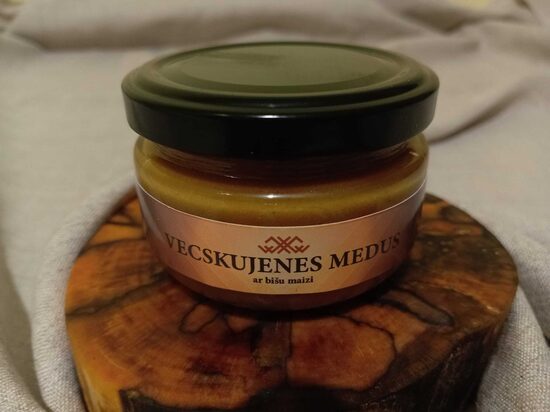 VECSKUJENES MEDUS
ar bišu maizi